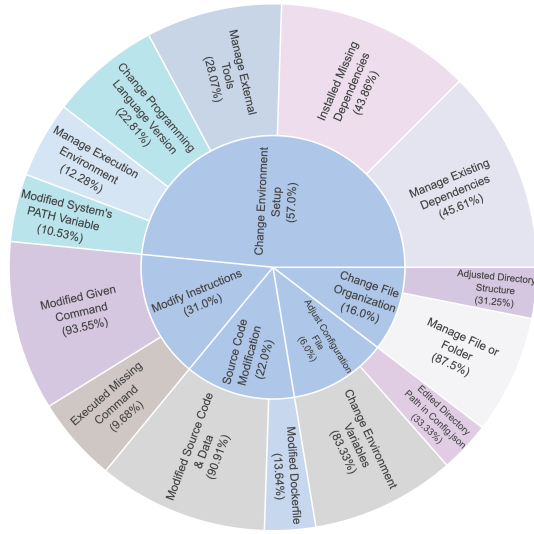 Change Environment
Setup
(57.0%)
Modify Instructions
(31.0%)
Source Code
Modification
(22.0%)
Adjust Configuration
File
(6.0%)
Change File
Organization
(16.0%)
Manage Existing
Dependencies
(45.61%)
Installed Missing
Dependencies
(43.86%)
Manage External
Tools
(28.07%)
Change Programming
Language Version
(22.81%)
Manage Execution
Environment
(12.28%)
Modified System's
PATH Variable
(10.53%)
Modified Given
Command
(93.55%)
Executed Missing
Command
(9.68%)
Modified Source Code
& Data
(90.91%)
Modified Dockerfile
(13.64%)
Change Environment
Variables
(83.33%)
Edited Directory
Path in Config.json
(33.33%)
Manage File or
Folder
(87.5%)
Adjusted Directory
Structure
(31.25%)